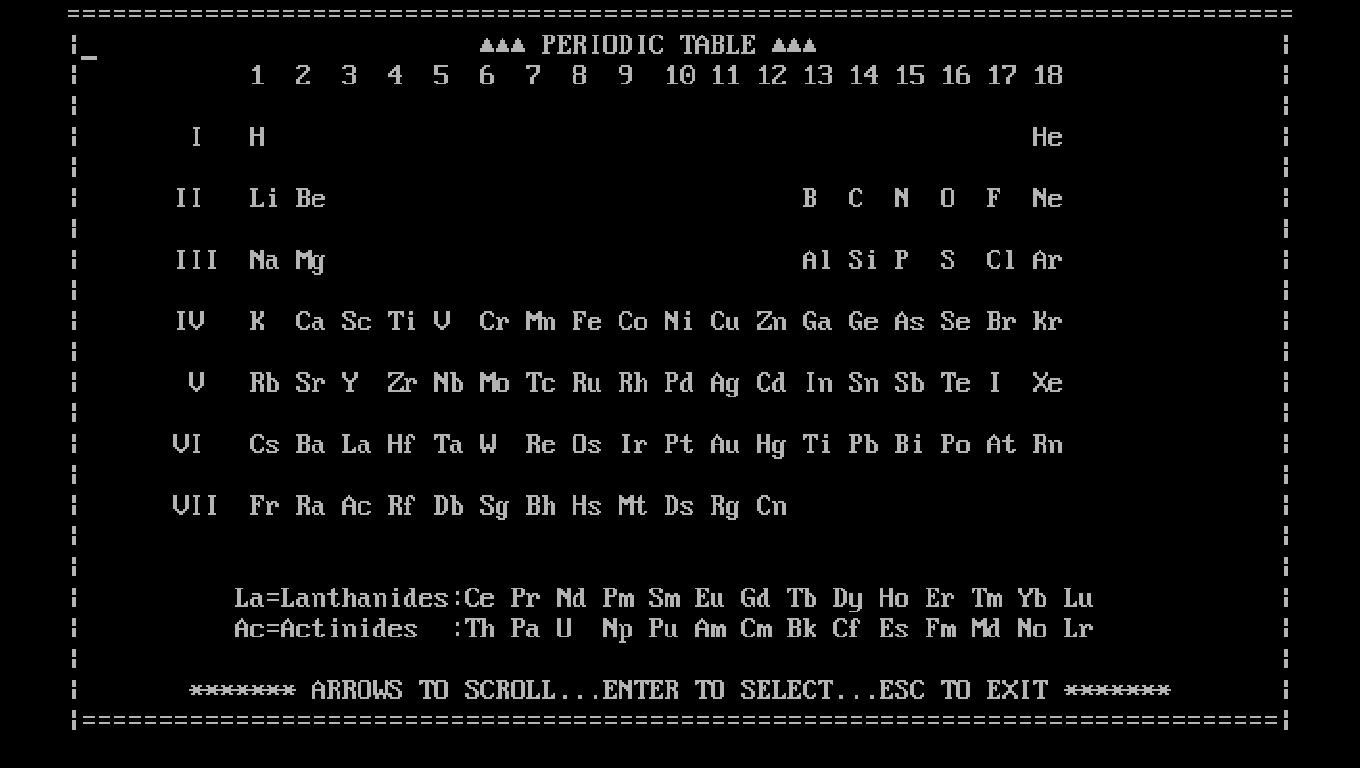 ▲▲▲ PERIODIC TABLE ▲▲▲
1 2 3 4 5 6 7 8 9 10 11 12 13 14 15 16 17 18
I H He
II Li Be B C N O F Ne
III Na Mg Al Si P S Cl Ar
IV K Ca Sc Ti V Cr Mn Fe Co Ni Cu Zn Ga Ge As Se Br Kr
V Rb Sr Y Zr Nb Mo Tc Ru Rh Pd Ag Cd In Sn Sb Te I Xe
VI Cs Ba La Hf Ta W Re Os Ir Pt Au Hg Ti Pb Bi Po At Rn
VII Fr Ra Ac Rf Db Sg Bh Hs Mt Ds Rg Cn
La=Lanthanides:Ce Pr Nd Pm Sm Eu Gd Tb Dy Ho Er Tm Yb Lu
Ac=Actinides :Th Pa U Np Pu Am Cm Bk Cf Es Fm Md No Lr
******* ARROWS TO SCROLL...ENTER TO SELECT...ESC TO EXIT *******